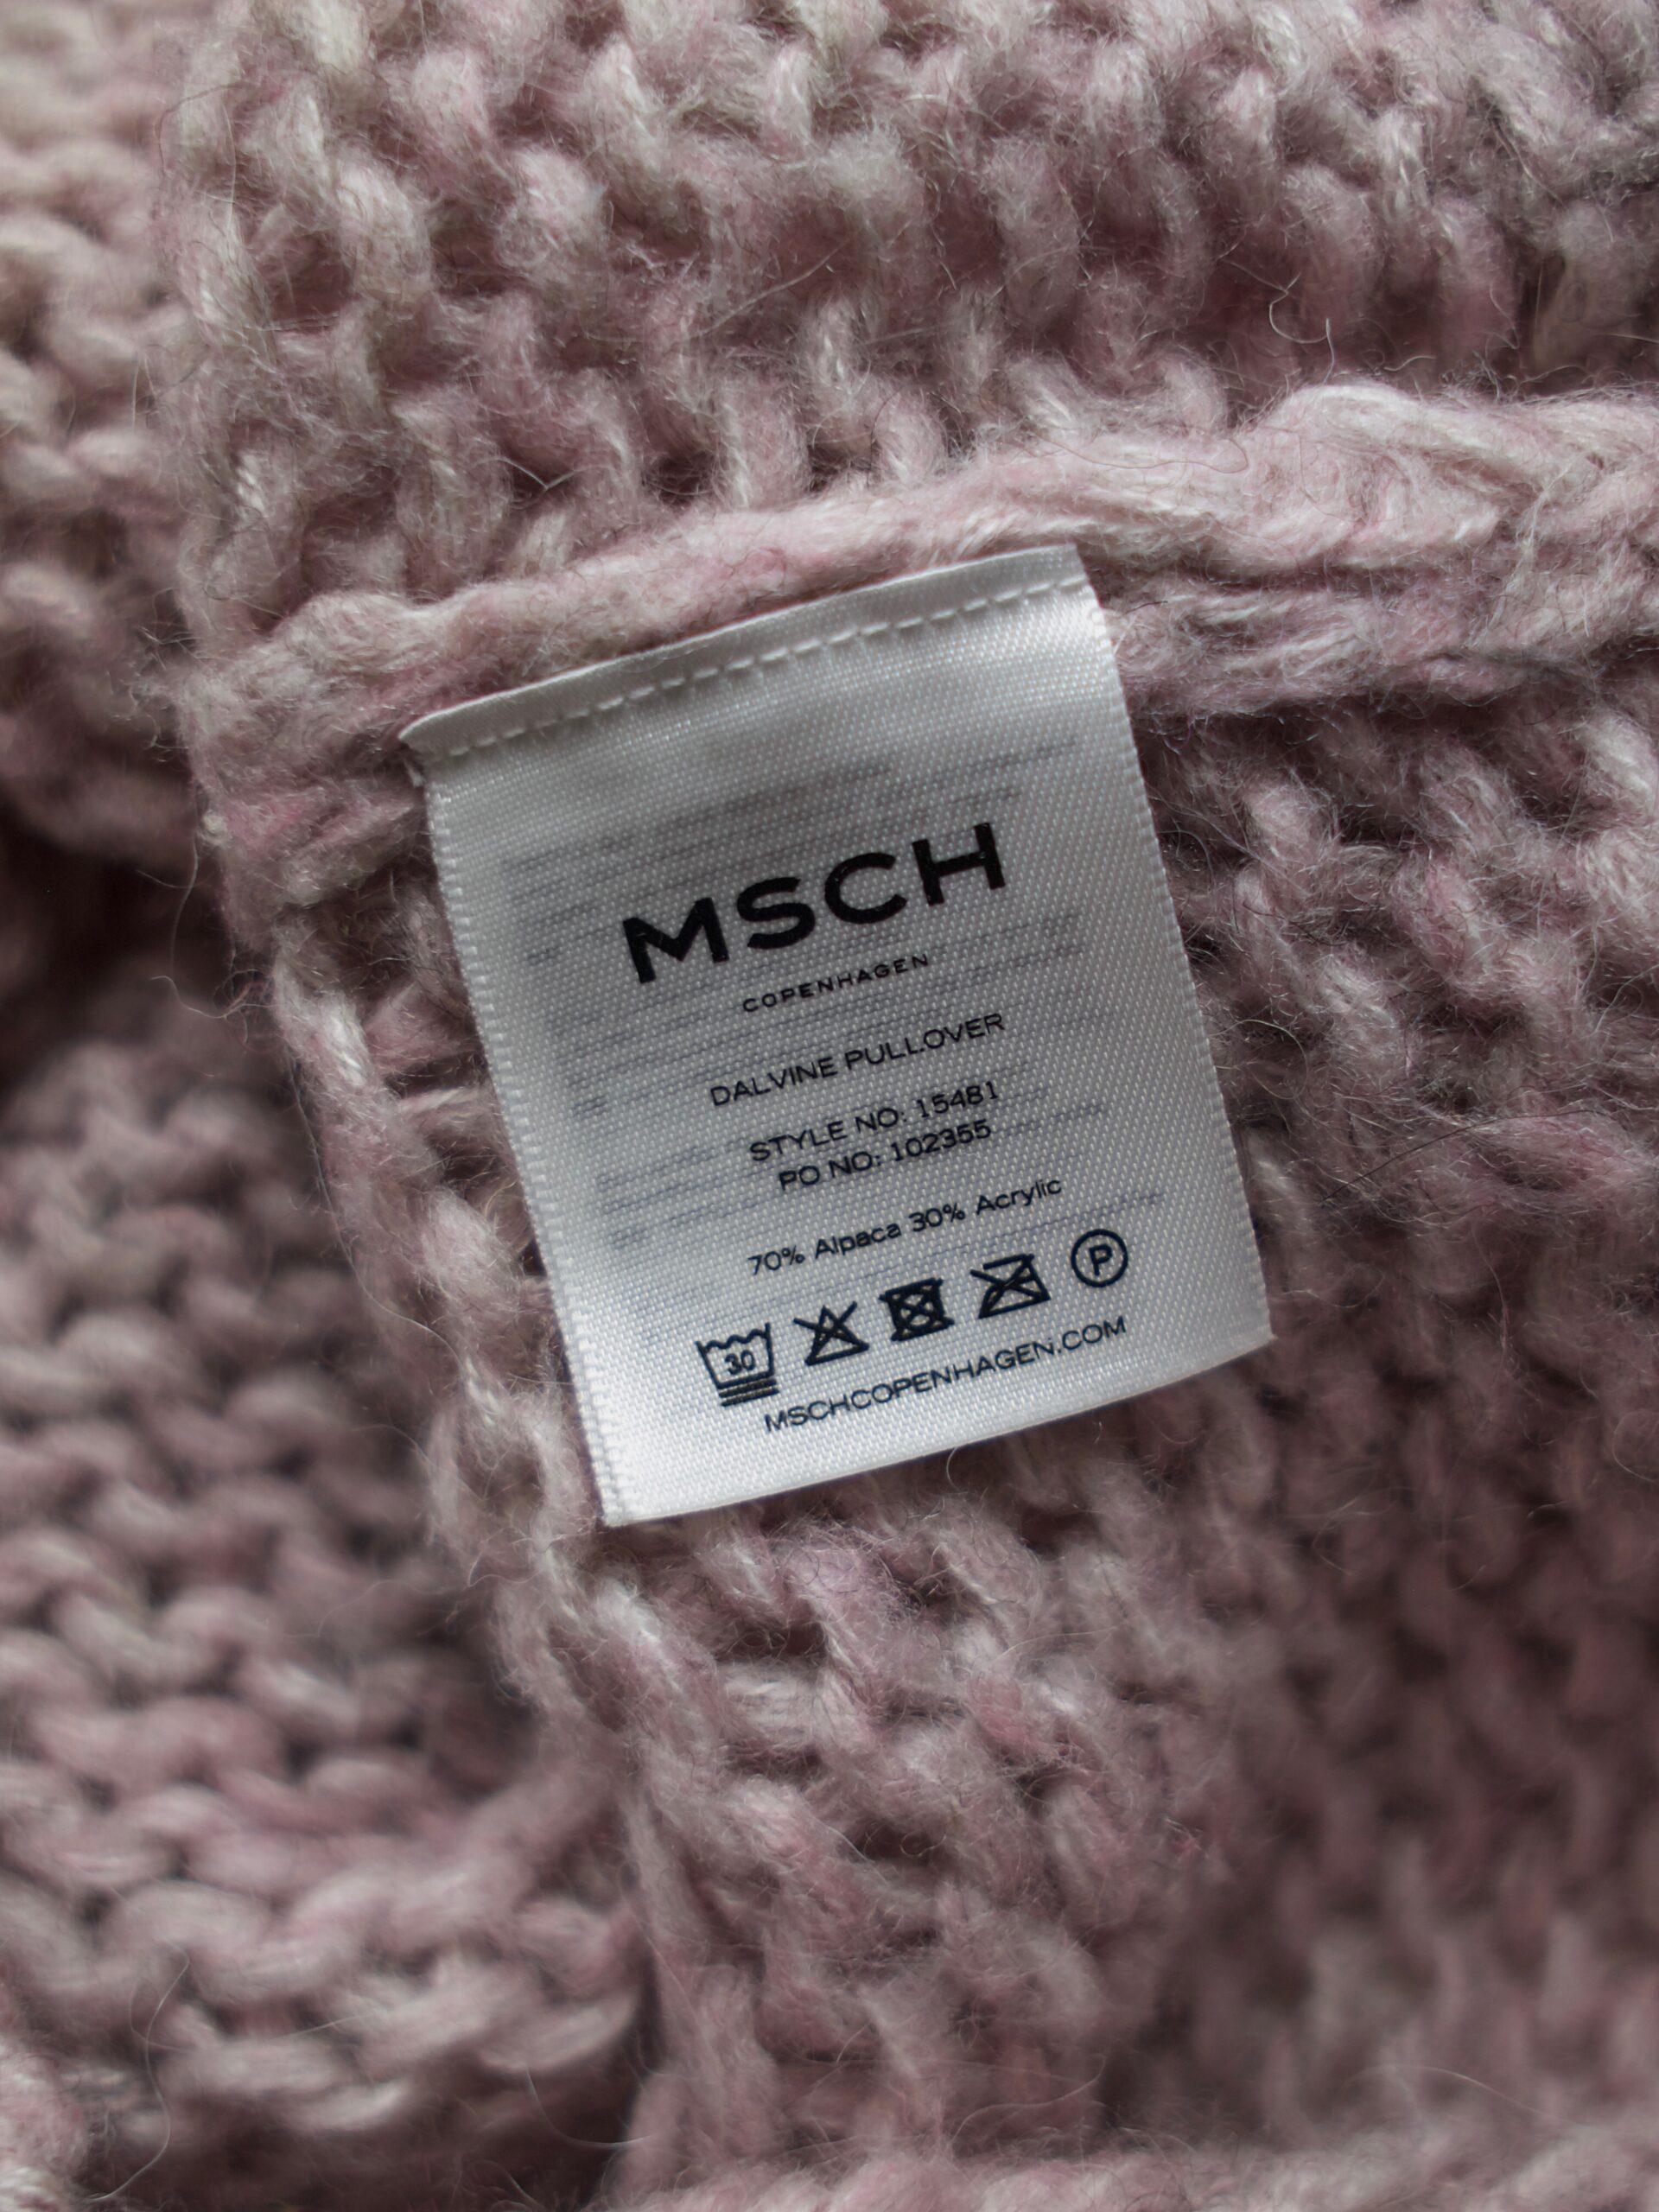 MSCH
COPENHAGEN
DALVINE PULLOVER
STYLE NO: 15481
PO NO: 102355
70% Alpaca 30% Acrylic
30
P
MSCHCOPENHAGEN.COM